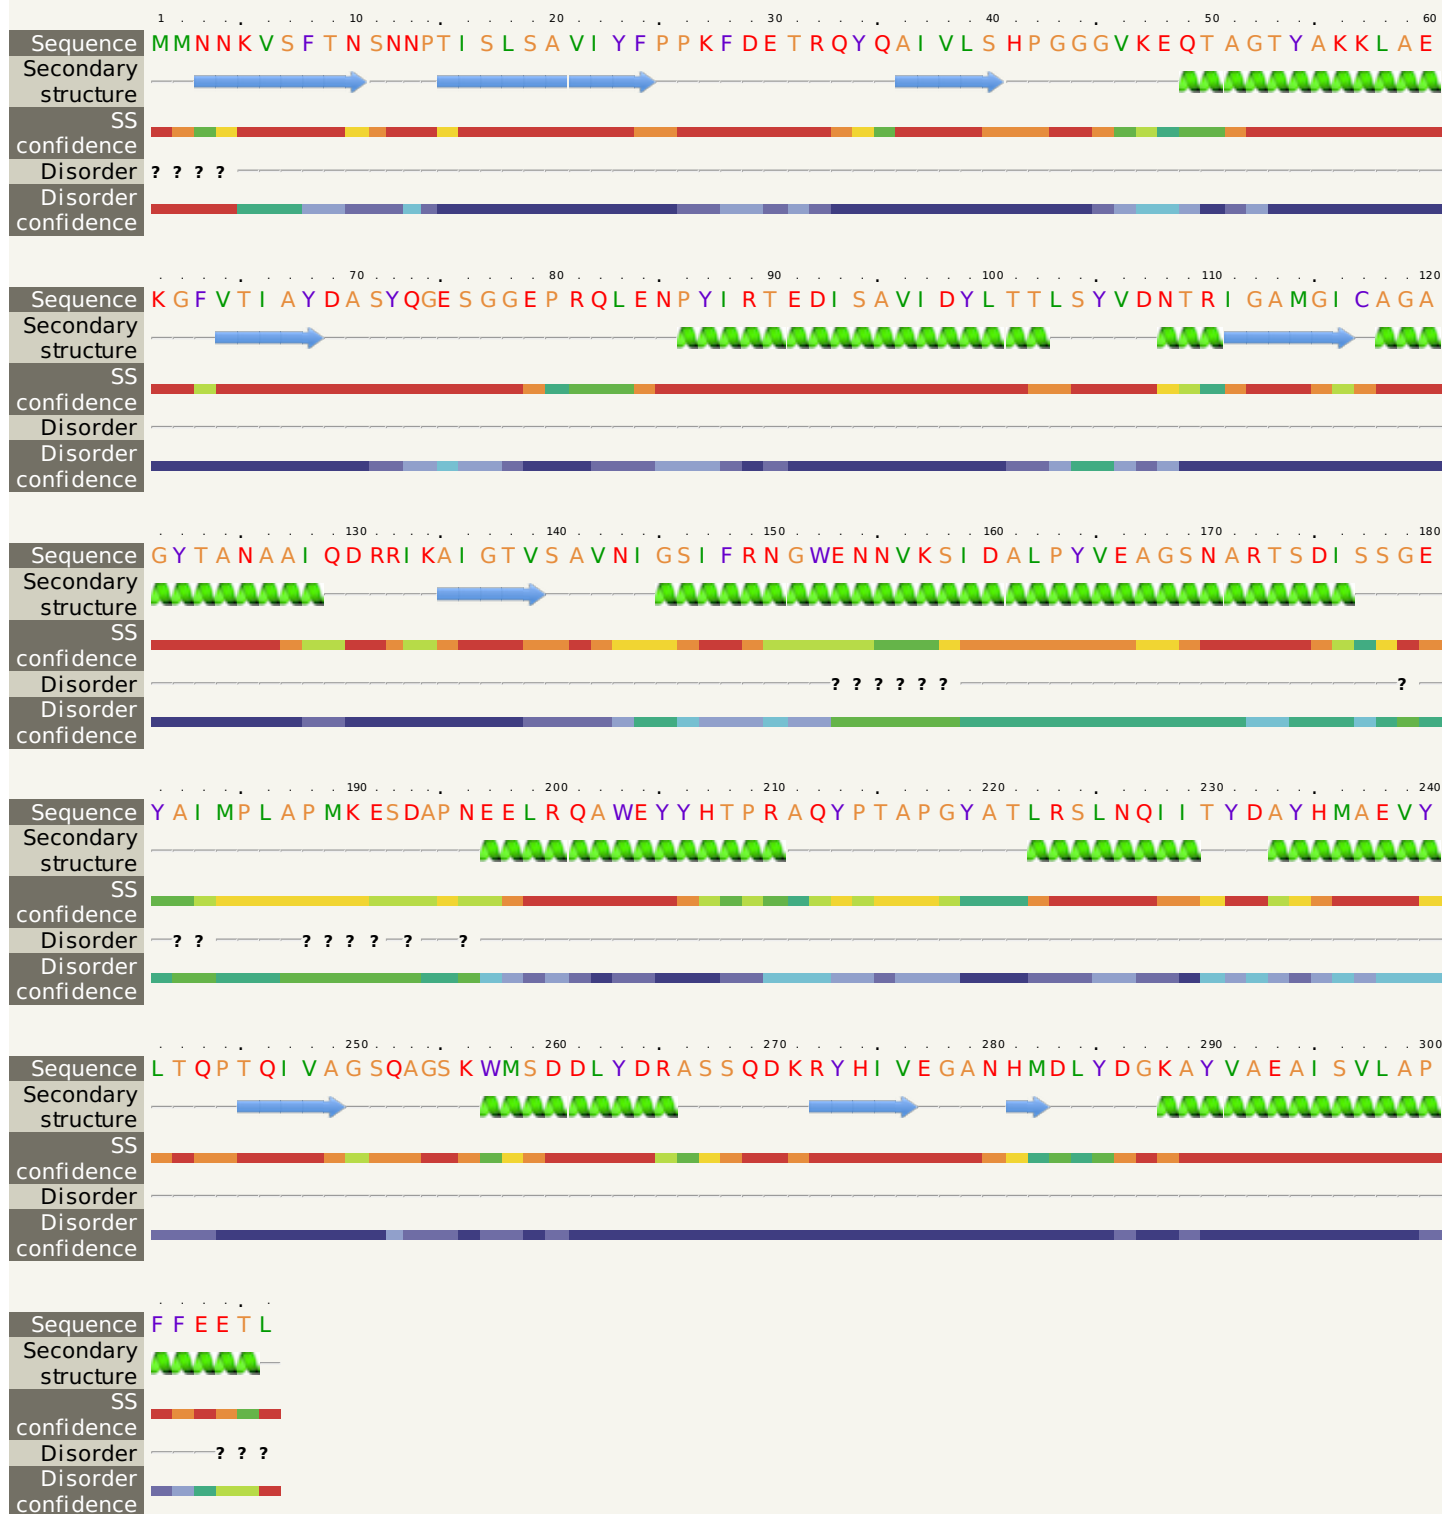 1 . . . . . . . 10 . . . . . . . . 20 . . . . . . . . 30 . . . . . . . . 40 . . . . . . . . 50 . . . . . . . . 60
Sequence MMNNKVSFTNSNNPTISLSAVIYFPPKFDETRQYQAIVLSHPGGGVKEQTAGTYAKKLAE
Secondary
structure
SS
confidence
Disorder ? ? ? ?
Disorder
confidence
. . . . . . . . 70 . . . . . . . . 80 . . . . . . . . 90 . . . . . . . . 100 . . . . . . . . 110 . . . . . . . . 120
Sequence KGFVTIAYDASYQGESGGEPRQLENPYIRTEDISAVIDYLTTLSYVDNTRIGAMGICAGA
Secondary
structure
SS
confidence
Disorder
Disorder
confidence
. . . . . . . . 130 . . . . . . . . 140 . . . . . . . . 150 . . . . . . . . 160 . . . . . . . . 170 . . . . . . . . 180
Sequence GYTANAAIQDRRIKAIGTVSAVNIGSIFRNGWENNVKSIDALPYVEAGSNARTSDISSGE
Secondary
structure
SS
confidence
Disorder ? ? ? ? ? ? ?
Disorder
confidence
. . . . . . . . 190 . . . . . . . . 200 . . . . . . . . 210 . . . . . . . . 220 . . . . . . . . 230 . . . . . . . . 240
Sequence YAIMPLAPMKESDAPNEELRQAWEYYHTPRAQYPTAPGYATLRSLNQIITYDAYHMAEVY
Secondary
structure
SS
confidence
Disorder ? ? ? ? ? ? ? ?
Disorder
confidence
. . . . . . . . 250 . . . . . . . . 260 . . . . . . . . 270 . . . . . . . . 280 . . . . . . . . 290 . . . . . . . . 300
Sequence LTQPTQIVAGSQAGSKWMSDDLYDRASSQDKRYHIVEGANHMDLYDGKAYVAEAISVLAP
Secondary
structure
SS
confidence
Disorder
Disorder
confidence
. . . . . .
Sequence FFEETL
Secondary
structure
SS
confidence
Disorder ? ? ?
Disorder
confidence